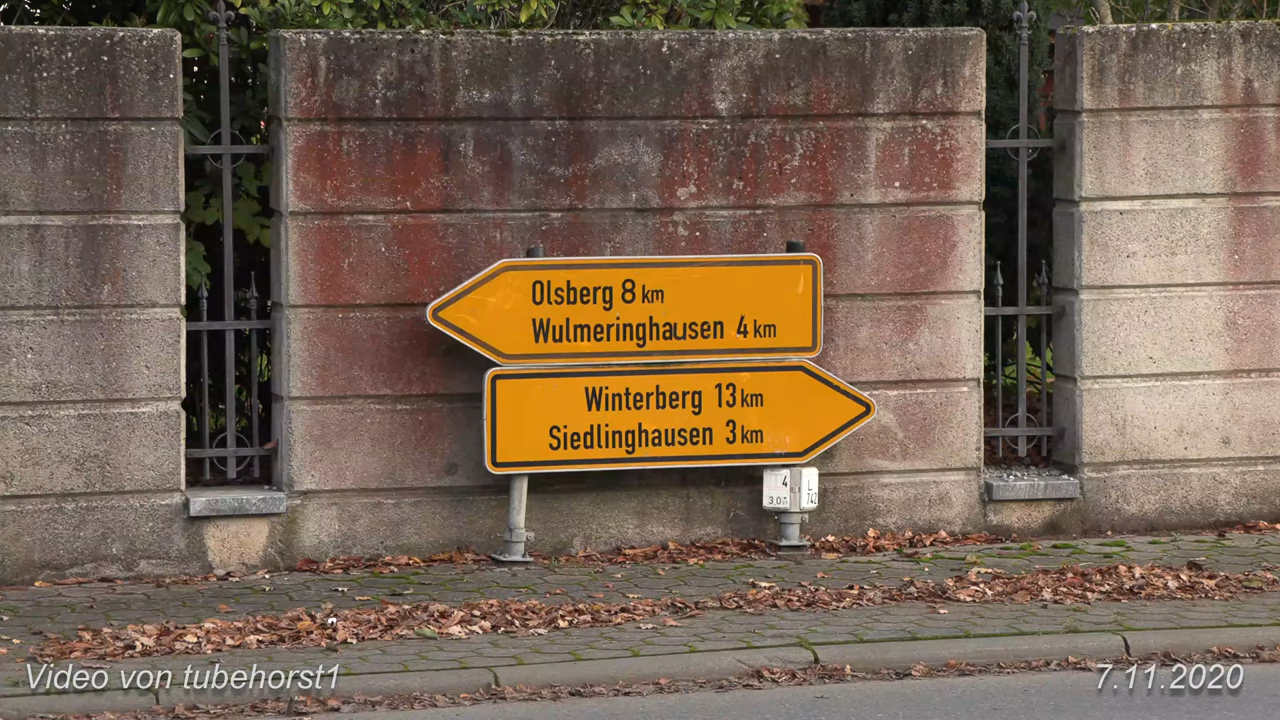 Olsberg 8 km
Wulmeringhausen 4 km
Winterberg 13 km
Siedlinghausen 3 km
4
3,0
L
742
Video von tubehorst1
7.11.2020